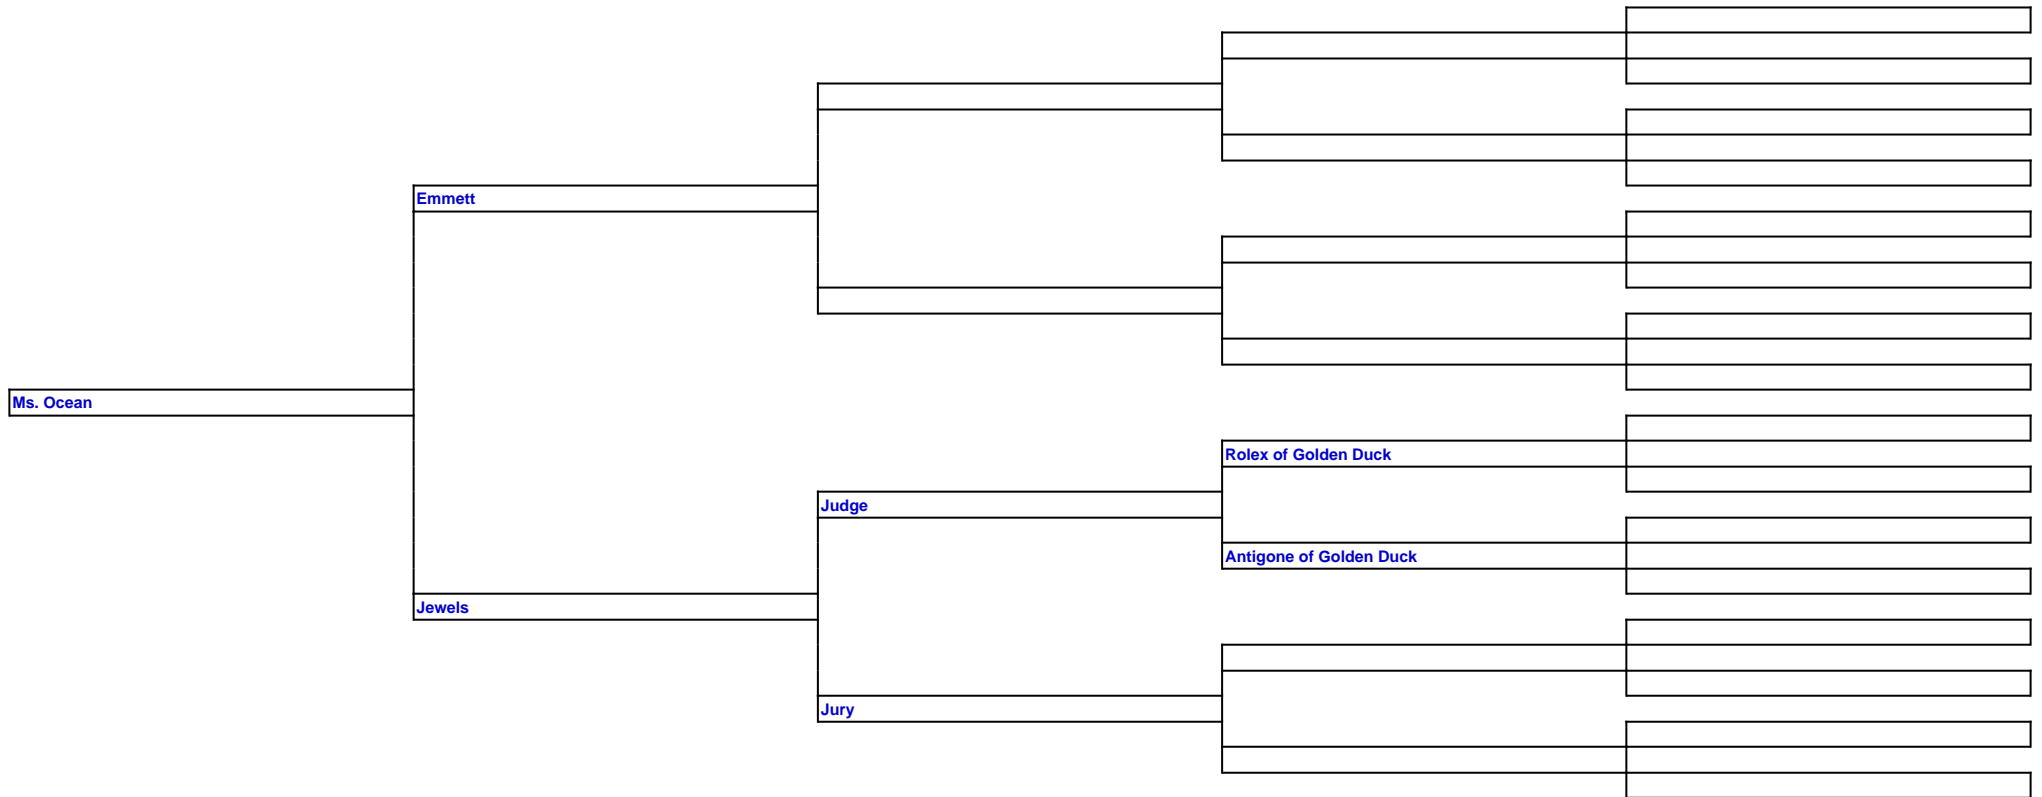 Emmett
Ms. Ocean
Rolex of Golden Duck
Judge
Antigone of Golden Duck
Jewels
Jury